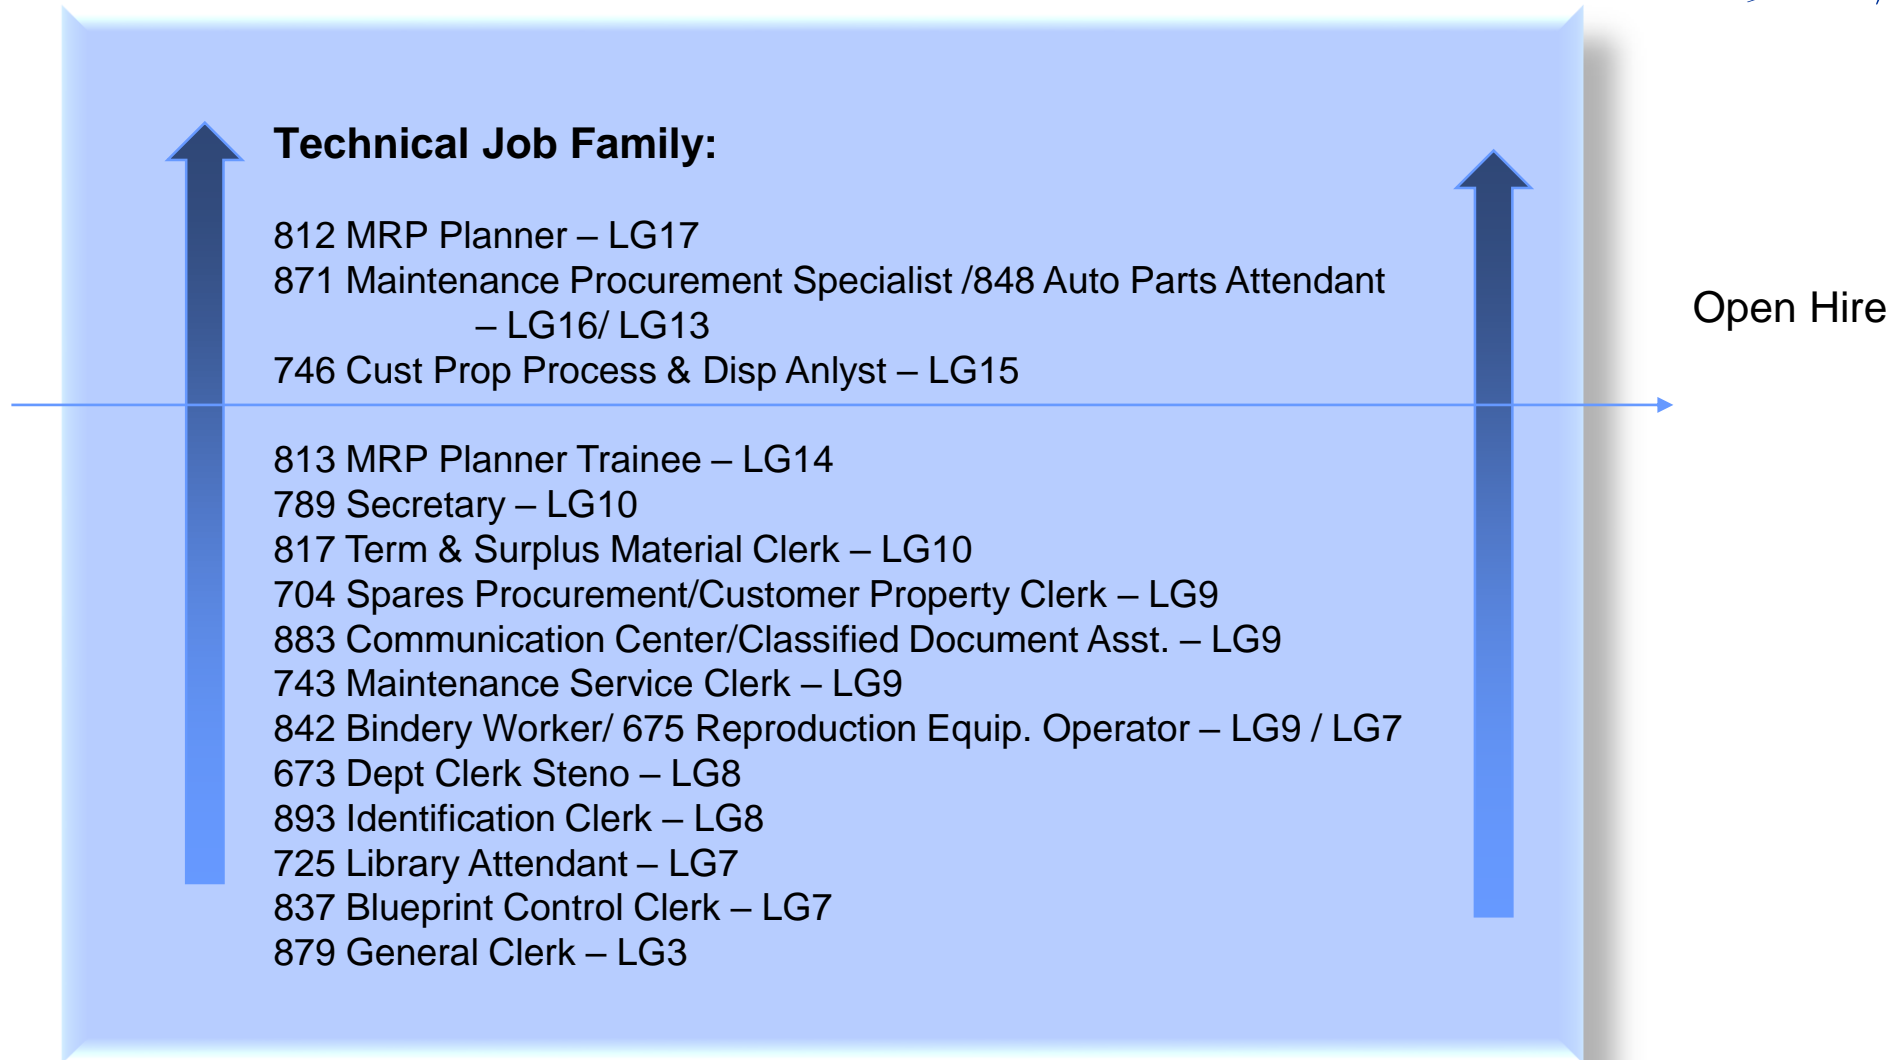 Technical Job Family:
812 MRP Planner – LG17
871 Maintenance Procurement Specialist /848 Auto Parts Attendant
– LG16/ LG13
746 Cust Prop Process & Disp Anlyst – LG15
Open Hire
813 MRP Planner Trainee – LG14
789 Secretary – LG10
817 Term & Surplus Material Clerk – LG10
704 Spares Procurement/Customer Property Clerk – LG9
883 Communication Center/Classified Document Asst. – LG9
743 Maintenance Service Clerk – LG9
842 Bindery Worker/ 675 Reproduction Equip. Operator – LG9 / LG7
673 Dept Clerk Steno – LG8
893 Identification Clerk – LG8
725 Library Attendant – LG7
837 Blueprint Control Clerk – LG7
879 General Clerk – LG3